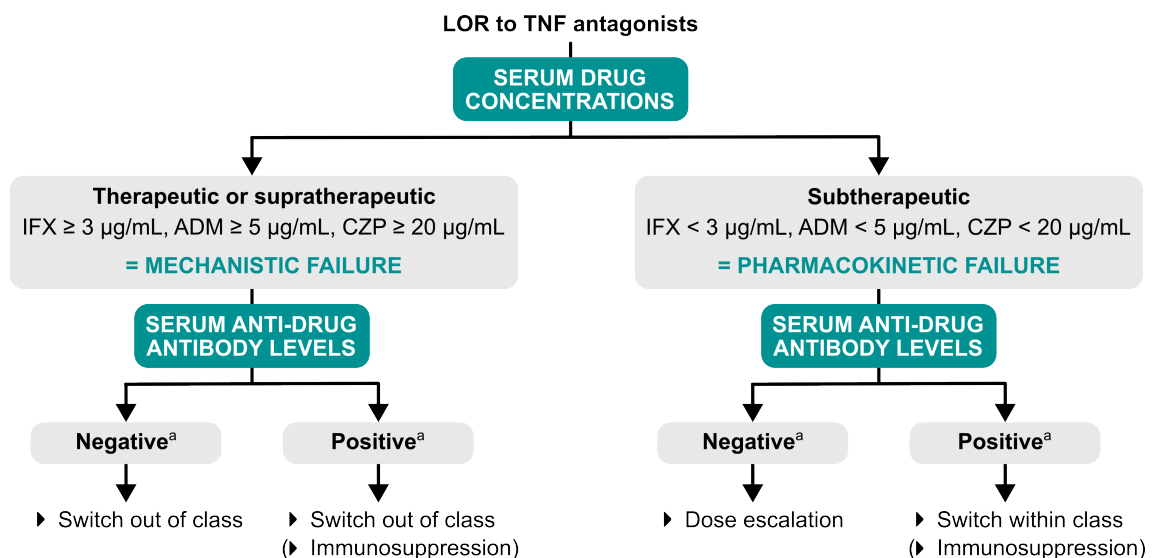 LOR to TNF antagonists
SERUM DRUG
CONCENTRATIONS
Therapeutic or supratherapeutic
IFX ≥ 3 µg/mL, ADM ≥ 5 µg/mL, CZP ≥ 20 µg/mL
= MECHANISTIC FAILURE
Subtherapeutic
IFX < 3 µg/mL, ADM < 5 µg/mL, CZP < 20 µg/mL
= PHARMACOKINETIC FAILURE
SERUM ANTI-DRUG
ANTIBODY LEVELS
SERUM ANTI-DRUG
ANTIBODY LEVELS
Negativeᵃ
Positiveᵃ
Negativeᵃ
Positiveᵃ
Switch out of class
Switch out of class
(Immunosuppression)
Dose escalation
Switch within class
(Immunosuppression)